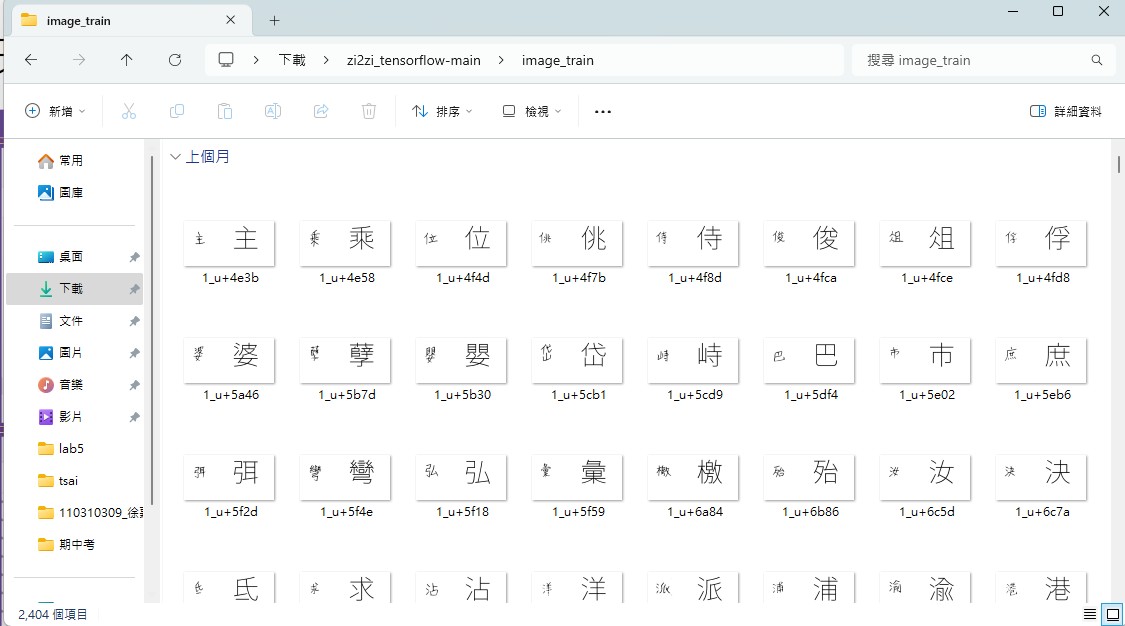 image_train
下載 zi2zi_tensorflow-main image_train
搜尋 image_train
新增
排序
檢視
詳細資料
常用
圖庫
桌面
下載
文件
圖片
音樂
影片
lab5
tsai
110310309_徐
期中考
上個月
主 主 乘 乘 位 位 佻 佻 侍 侍 俊 俊 俎 俎 俘 俘
1_u+4e3b 1_u+4e58 1_u+4f4d 1_u+4f7b 1_u+4f8d 1_u+4fca 1_u+4fce 1_u+4fd8
婆 婆 孽 孽 嬰 嬰 岱 岱 峙 峙 巴 巴 市 市 庶 庶
1_u+5a46 1_u+5b7d 1_u+5b30 1_u+5cb1 1_u+5cd9 1_u+5df4 1_u+5e02 1_u+5eb6
弭 弭 彎 彎 弘 弘 彙 彙 檄 檄 殆 殆 汝 汝 決 決
1_u+5f2d 1_u+5f4e 1_u+5f18 1_u+5f59 1_u+6a84 1_u+6b86 1_u+6c5d 1_u+6c7a
氐 氐 求 求 沾 沾 洋 洋 派 派 浦 浦 渝 渝 港 港
2,404 個項目